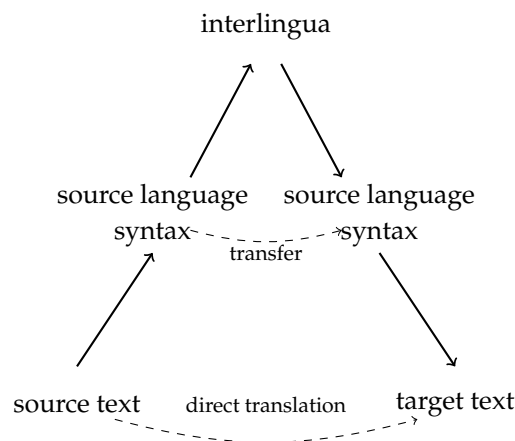 interlingua
source language source language
syntax syntax
transfer
source text direct translation target text